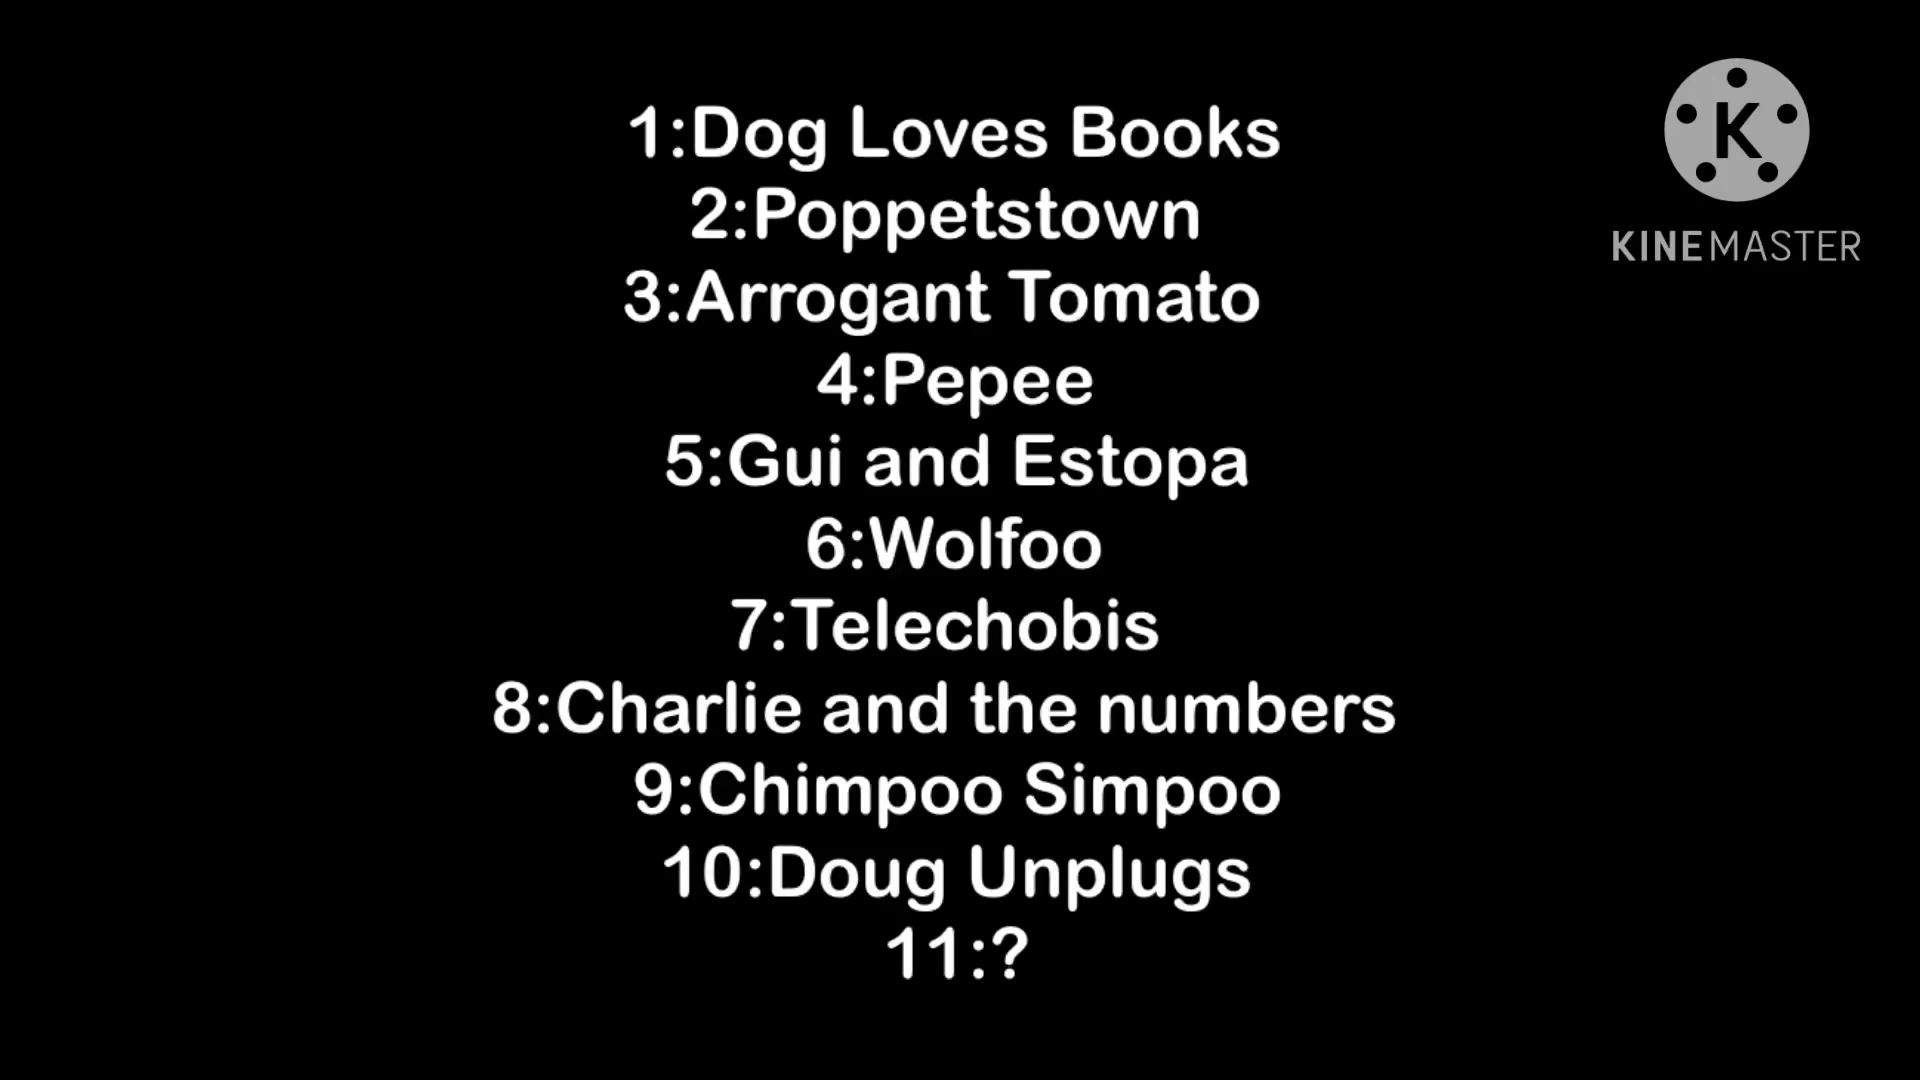 1:Dog Loves Books
2:Poppetstown
3:Arrogant Tomato
4:Pepee
5:Gui and Estopa
6:Wolfoo
7:Telechobis
8:Charlie and the numbers
9:Chimpoo Simpoo
10:Doug Unplugs
11:?
K
KINEMASTER